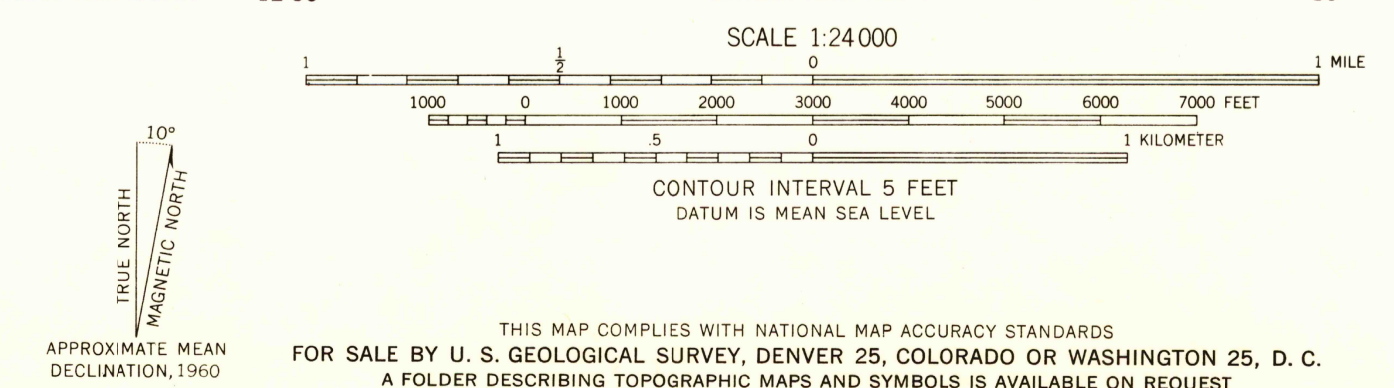 SCALE 1:24 000
1 1/2 0 1 MILE
1000 0 1000 2000 3000 4000 5000 6000 7000 FEET
1 .5 0 1 KILOMETER
CONTOUR INTERVAL 5 FEET
DATUM IS MEAN SEA LEVEL
10°
TRUE NORTH
MAGNETIC NORTH
APPROXIMATE MEAN
DECLINATION, 1960
THIS MAP COMPLIES WITH NATIONAL MAP ACCURACY STANDARDS
FOR SALE BY U. S. GEOLOGICAL SURVEY, DENVER 25, COLORADO OR WASHINGTON 25, D. C.
A FOLDER DESCRIBING TOPOGRAPHIC MAPS AND SYMBOLS IS AVAILABLE ON REQUEST